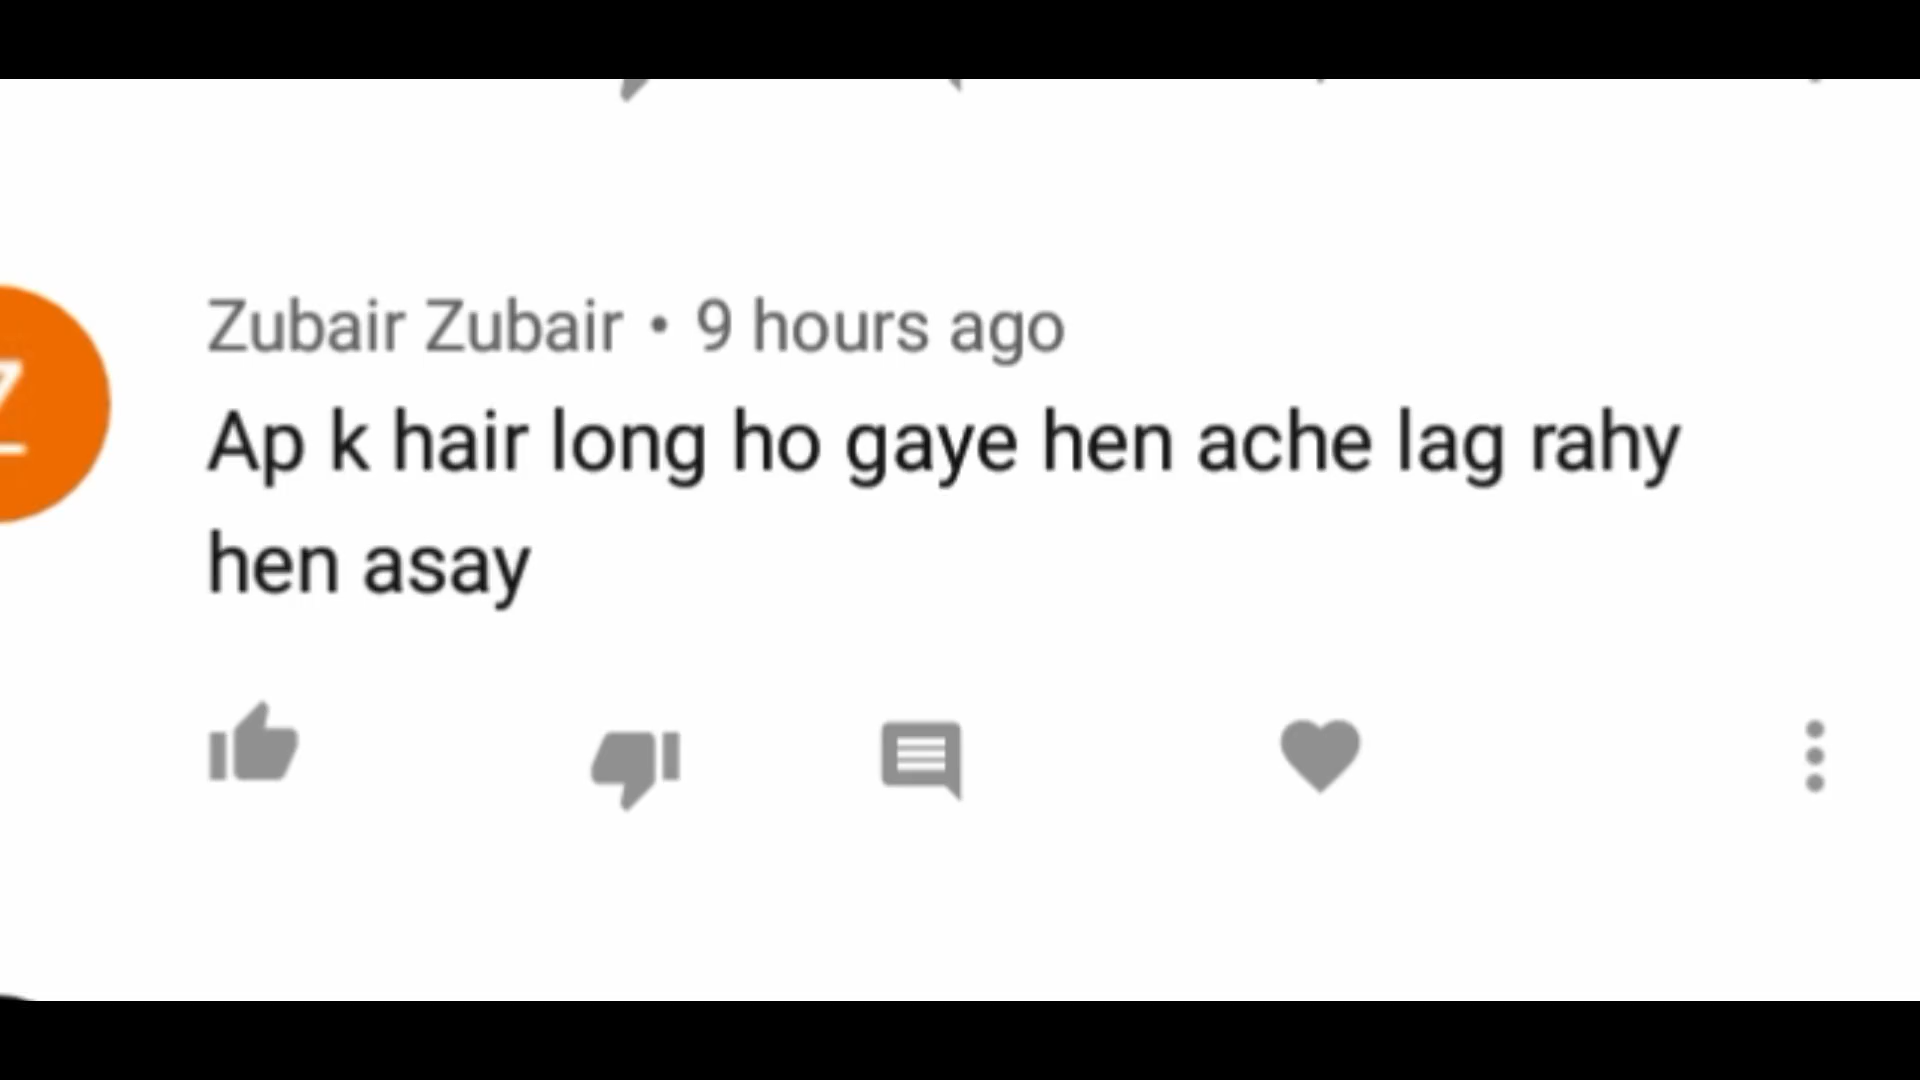 Zubair Zubair • 9 hours ago
Ap k hair long ho gaye hen ache lag rahy
hen asay